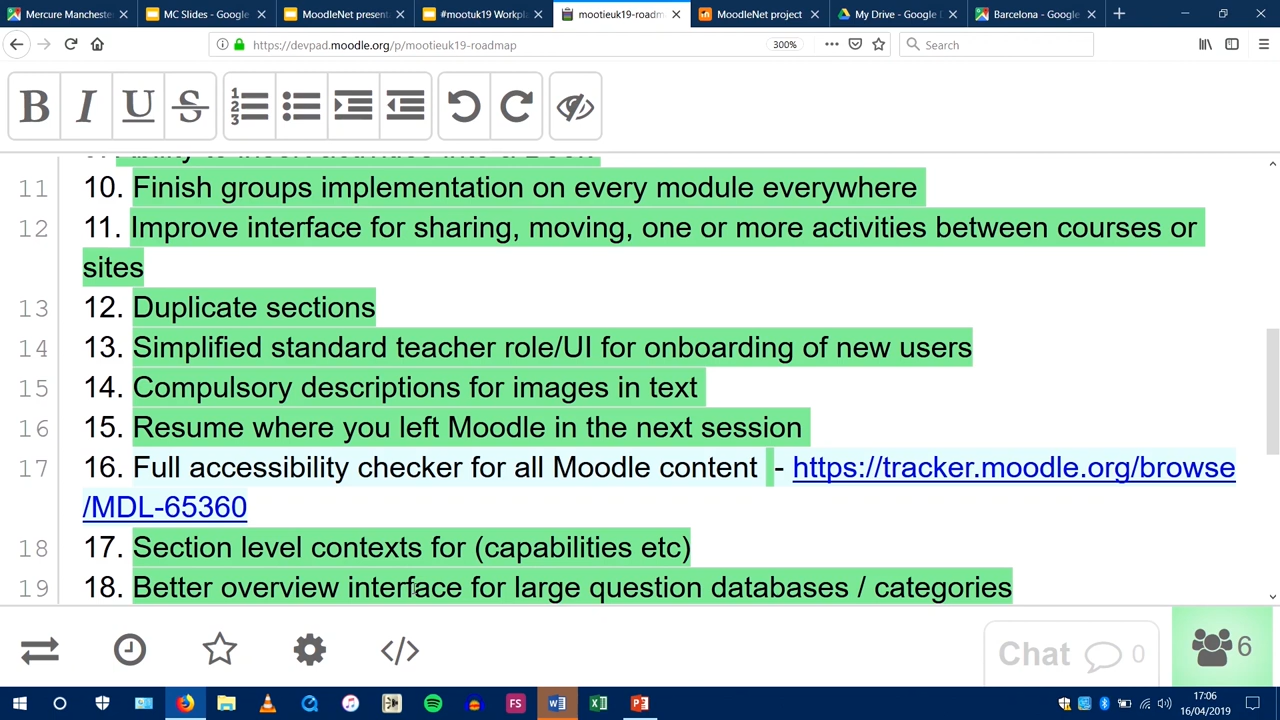 Mercure Manchester
MC Slides - Google
MoodleNet present
#mootuk19 Workpl
mootieuk19-roadm
MoodleNet project
My Drive - Google D
Barcelona - Google
https://devpad.moodle.org/p/mootieuk19-roadmap
300%
Search
B I U S
11 10. Finish groups implementation on every module everywhere
12 11. Improve interface for sharing, moving, one or more activities between courses or
sites
13 12. Duplicate sections
14 13. Simplified standard teacher role/UI for onboarding of new users
15 14. Compulsory descriptions for images in text
16 15. Resume where you left Moodle in the next session
17 16. Full accessibility checker for all Moodle content - https://tracker.moodle.org/browse
/MDL-65360
18 17. Section level contexts for (capabilities etc)
19 18. Better overview interface for large question databases / categories
Chat 0
6
FS
17:06
16/04/2019